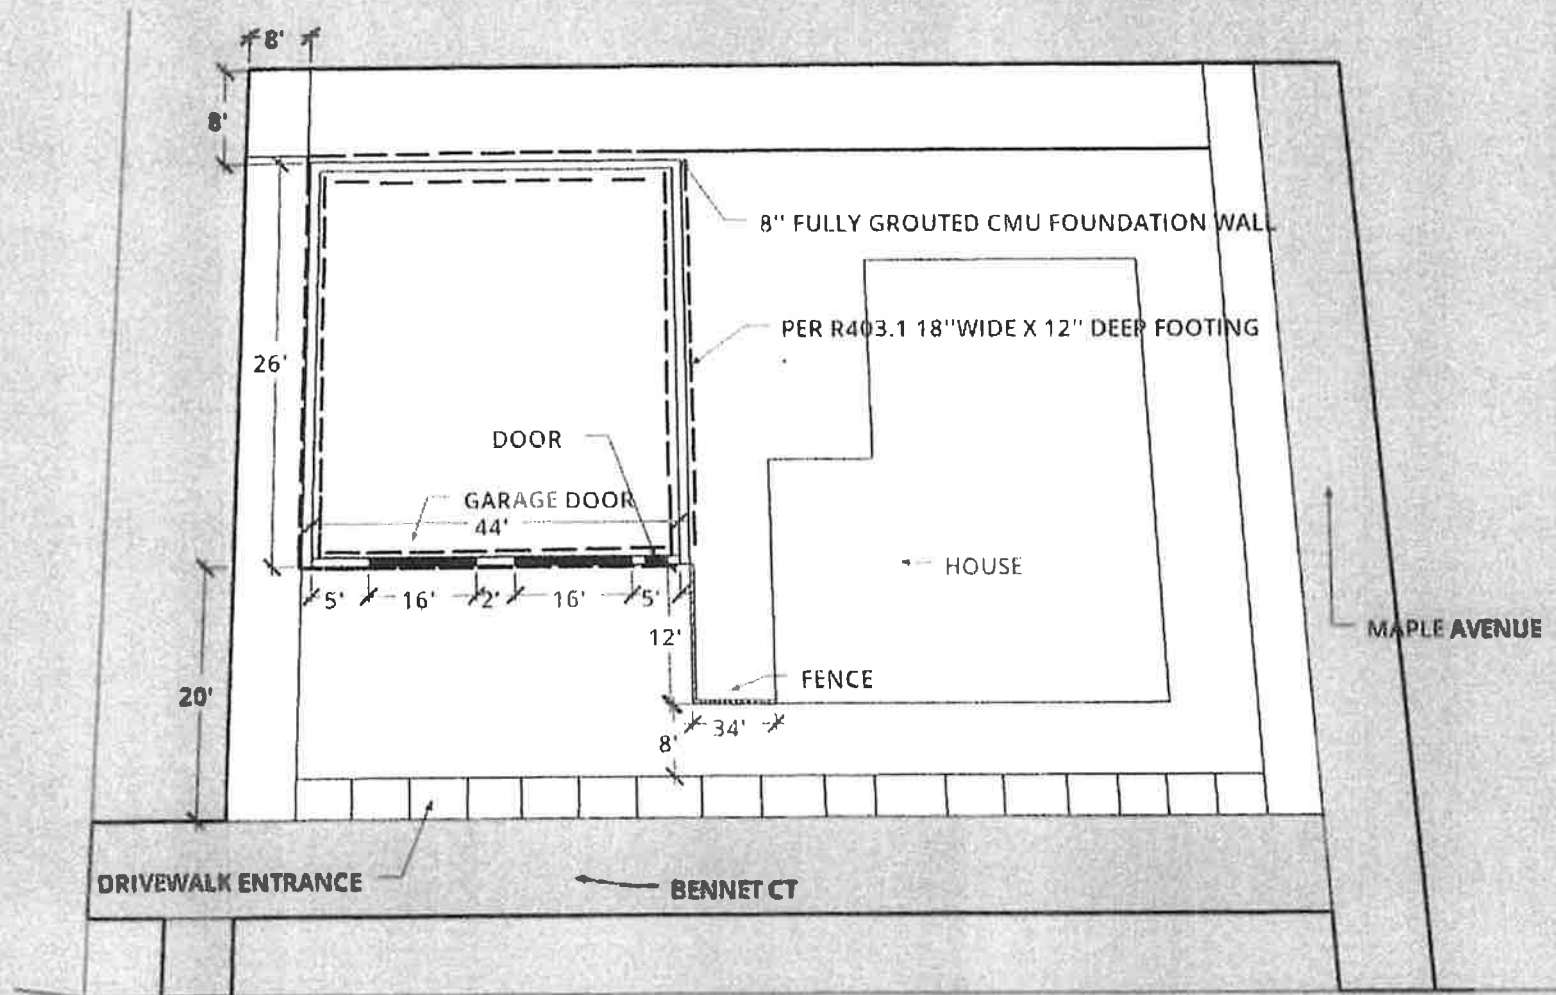 8'
8'
8" FULLY GROUTED CMU FOUNDATION WALL
PER R403.1 18"WIDE X 12" DEEP FOOTING
26'
DOOR
GARAGE DOOR
44'
HOUSE
5' 16' 2' 16' 5'
12'
MAPLE AVENUE
FENCE
20'
34'
8'
DRIVEWALK ENTRANCE
BENNET CT